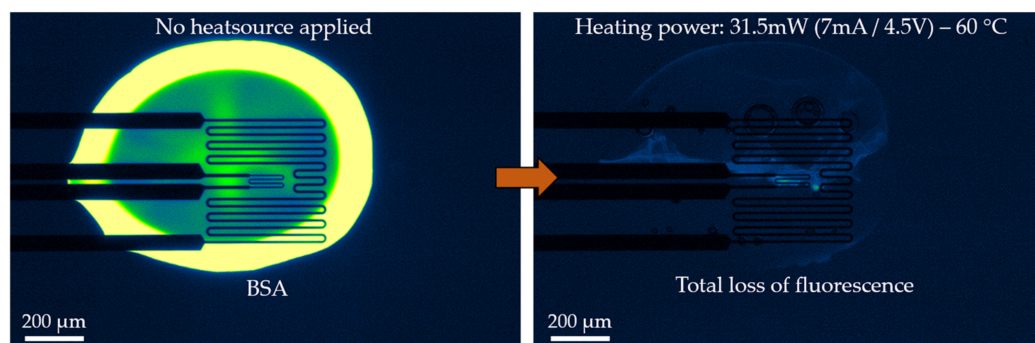 No heatsource applied
BSA
200 µm
Heating power: 31.5mW (7mA / 4.5V) – 60 °C
Total loss of fluorescence
200 µm